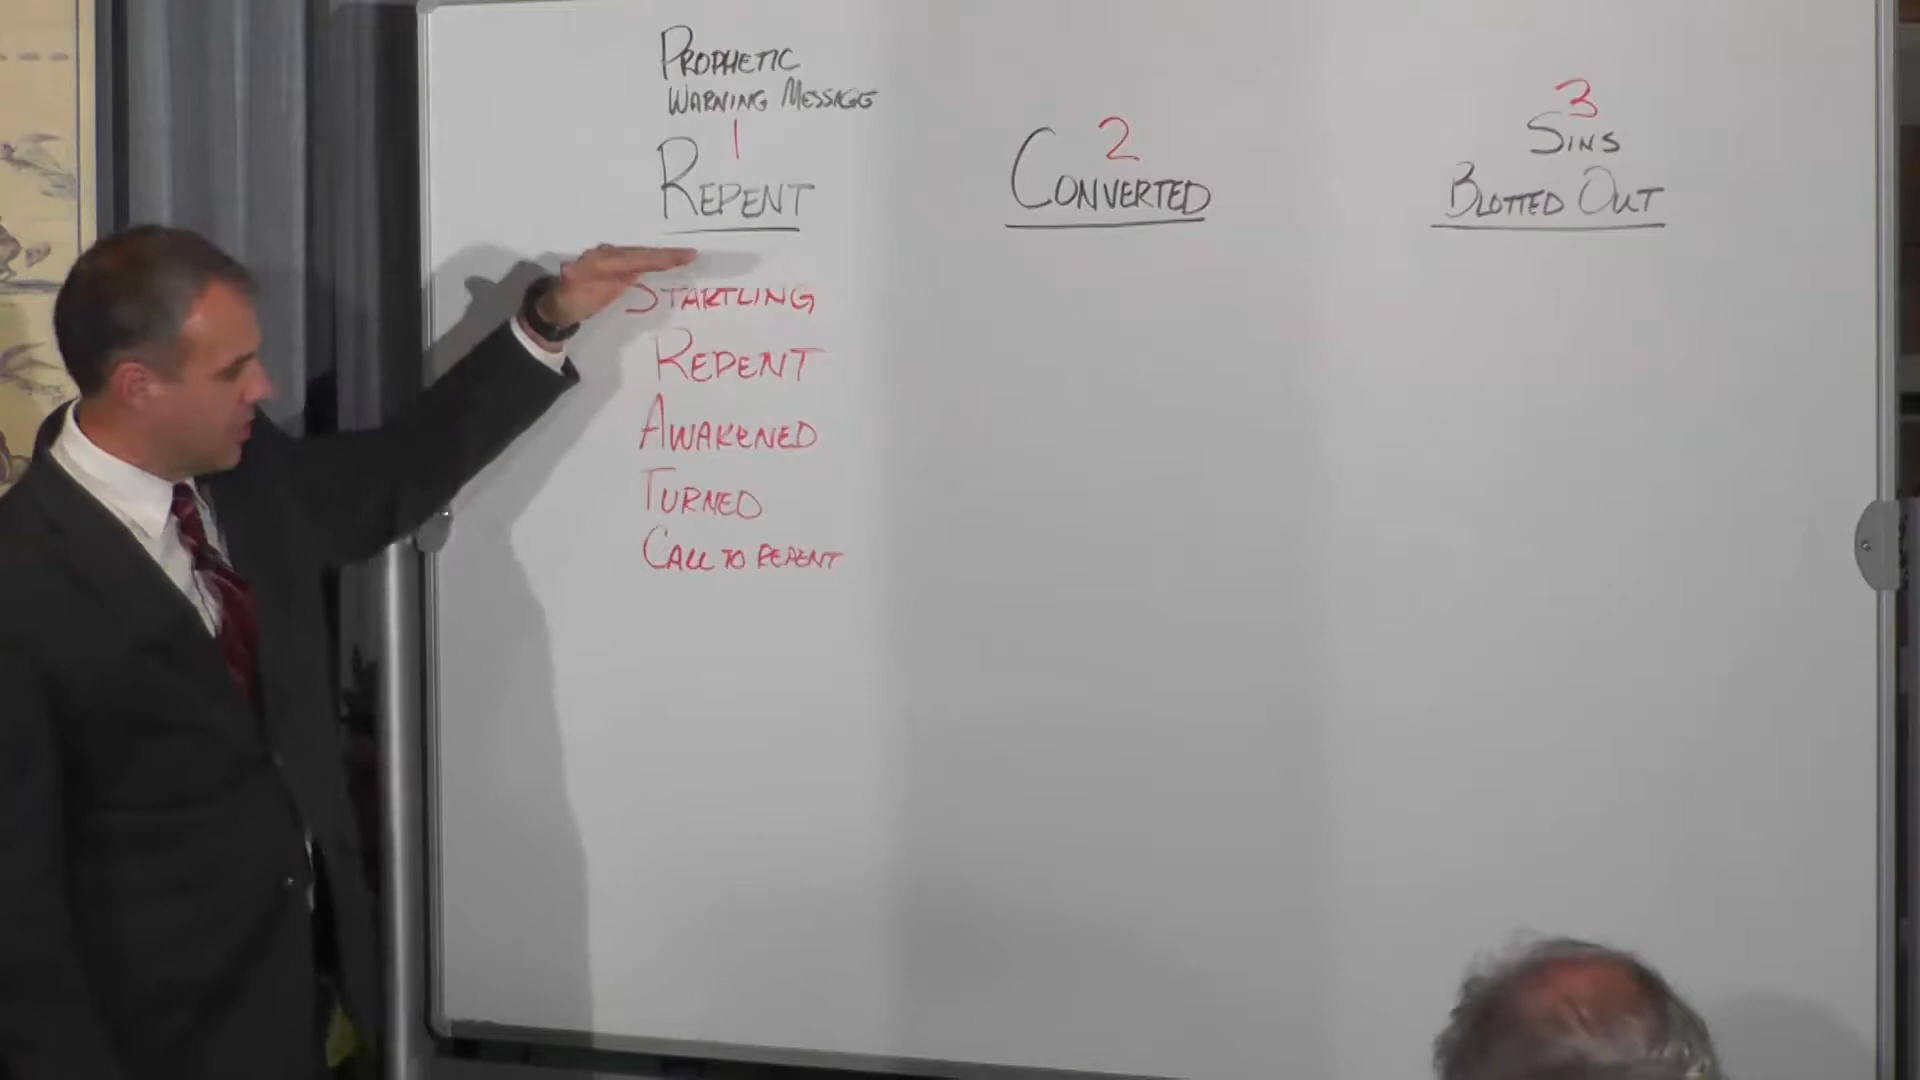 PROPHETIC
WARNING MESSAGE
1
REPENT
STARTLING
REPENT
AWAKENED
TURNED
CALL TO REPENT
2
CONVERTED
3
SINS
BLOTTED OUT